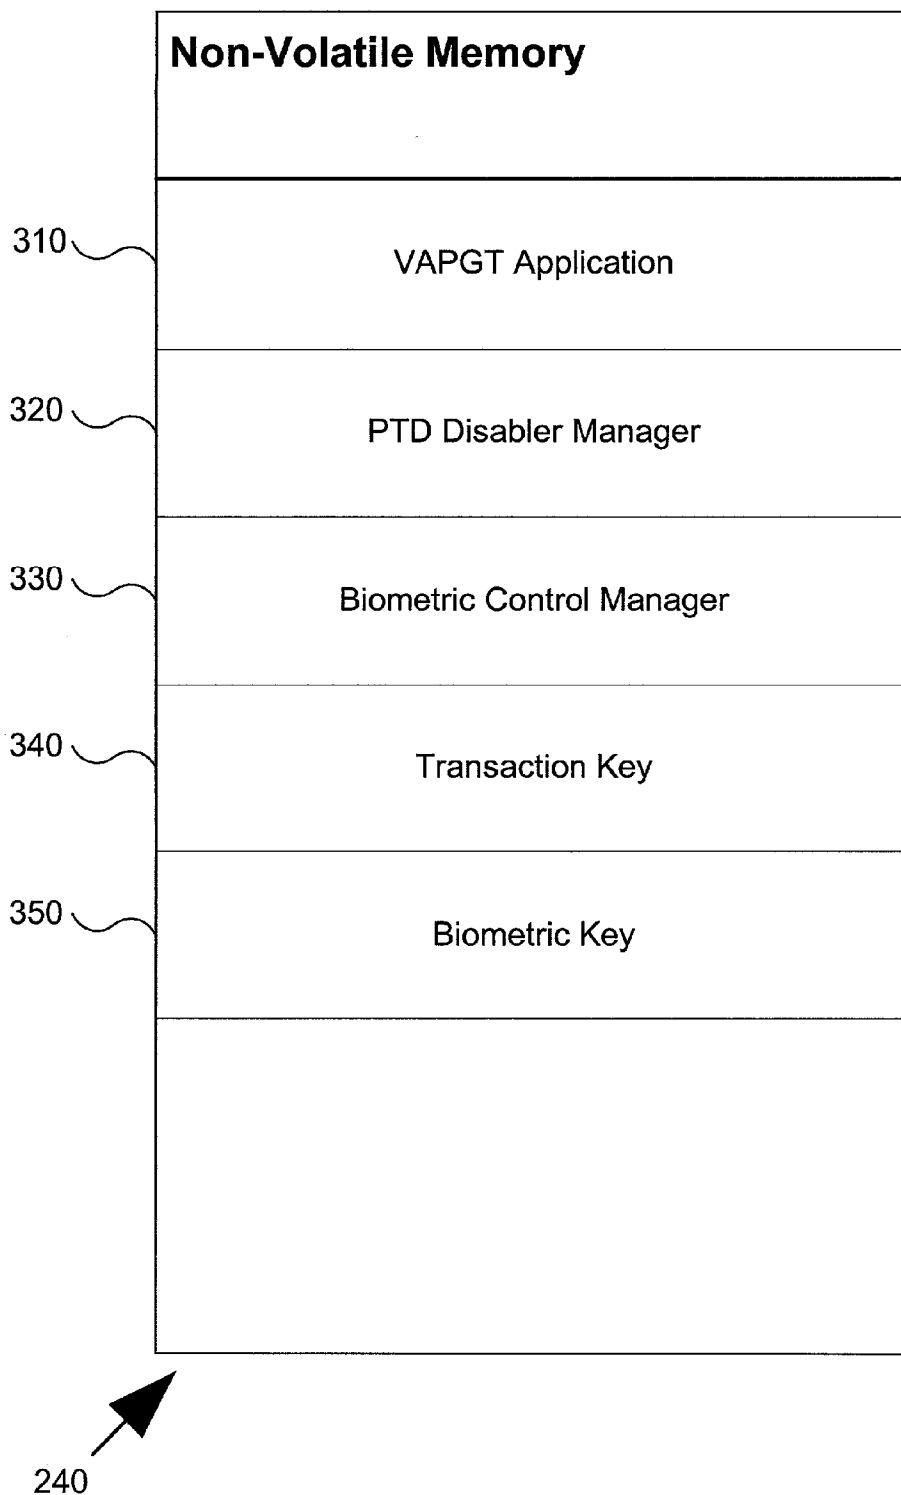 Non-Volatile Memory
310
VAPGT Application
320
PTD Disabler Manager
330
Biometric Control Manager
340
Transaction Key
350
Biometric Key
240